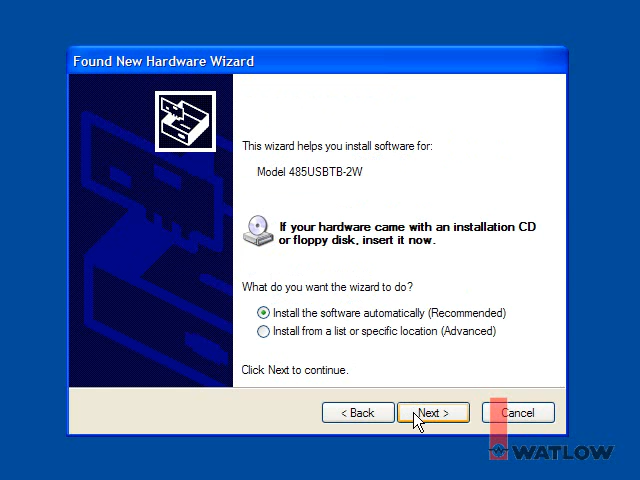 Found New Hardware Wizard
This wizard helps you install software for:
Model 485USBTB-2W
If your hardware came with an installation CD
or floppy disk, insert it now.
What do you want the wizard to do?
Install the software automatically (Recommended)
Install from a list or specific location (Advanced)
Click Next to continue.
< Back
Next >
Cancel
WATLOW